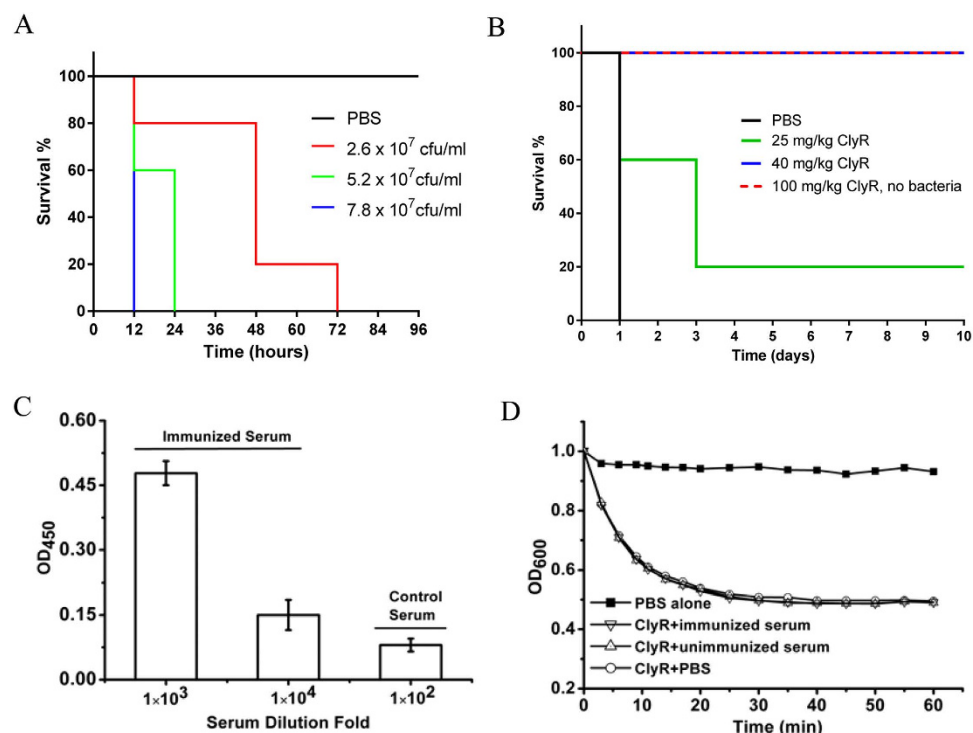 A
Survival %
100
80
60
40
20
0
0 12 24 36 48 60 72 84 96
Time (hours)
PBS
2.6 x 10⁷ cfu/ml
5.2 x 10⁷cfu/ml
7.8 x 10⁷cfu/ml
B
Survival %
100
80
60
40
20
0
0 1 2 3 4 5 6 7 8 9 10
Time (days)
PBS
25 mg/kg ClyR
40 mg/kg ClyR
100 mg/kg ClyR, no bacteria
C
OD₄₅₀
0.60
0.45
0.30
0.15
0.00
Immunized Serum
Control
Serum
1×10³ 1×10⁴ 1×10²
Serum Dilution Fold
D
OD₆₀₀
1.0
0.8
0.6
0.4
0.2
PBS alone
ClyR+immunized serum
ClyR+unimmunized serum
ClyR+PBS
0 10 20 30 40 50 60
Time (min)